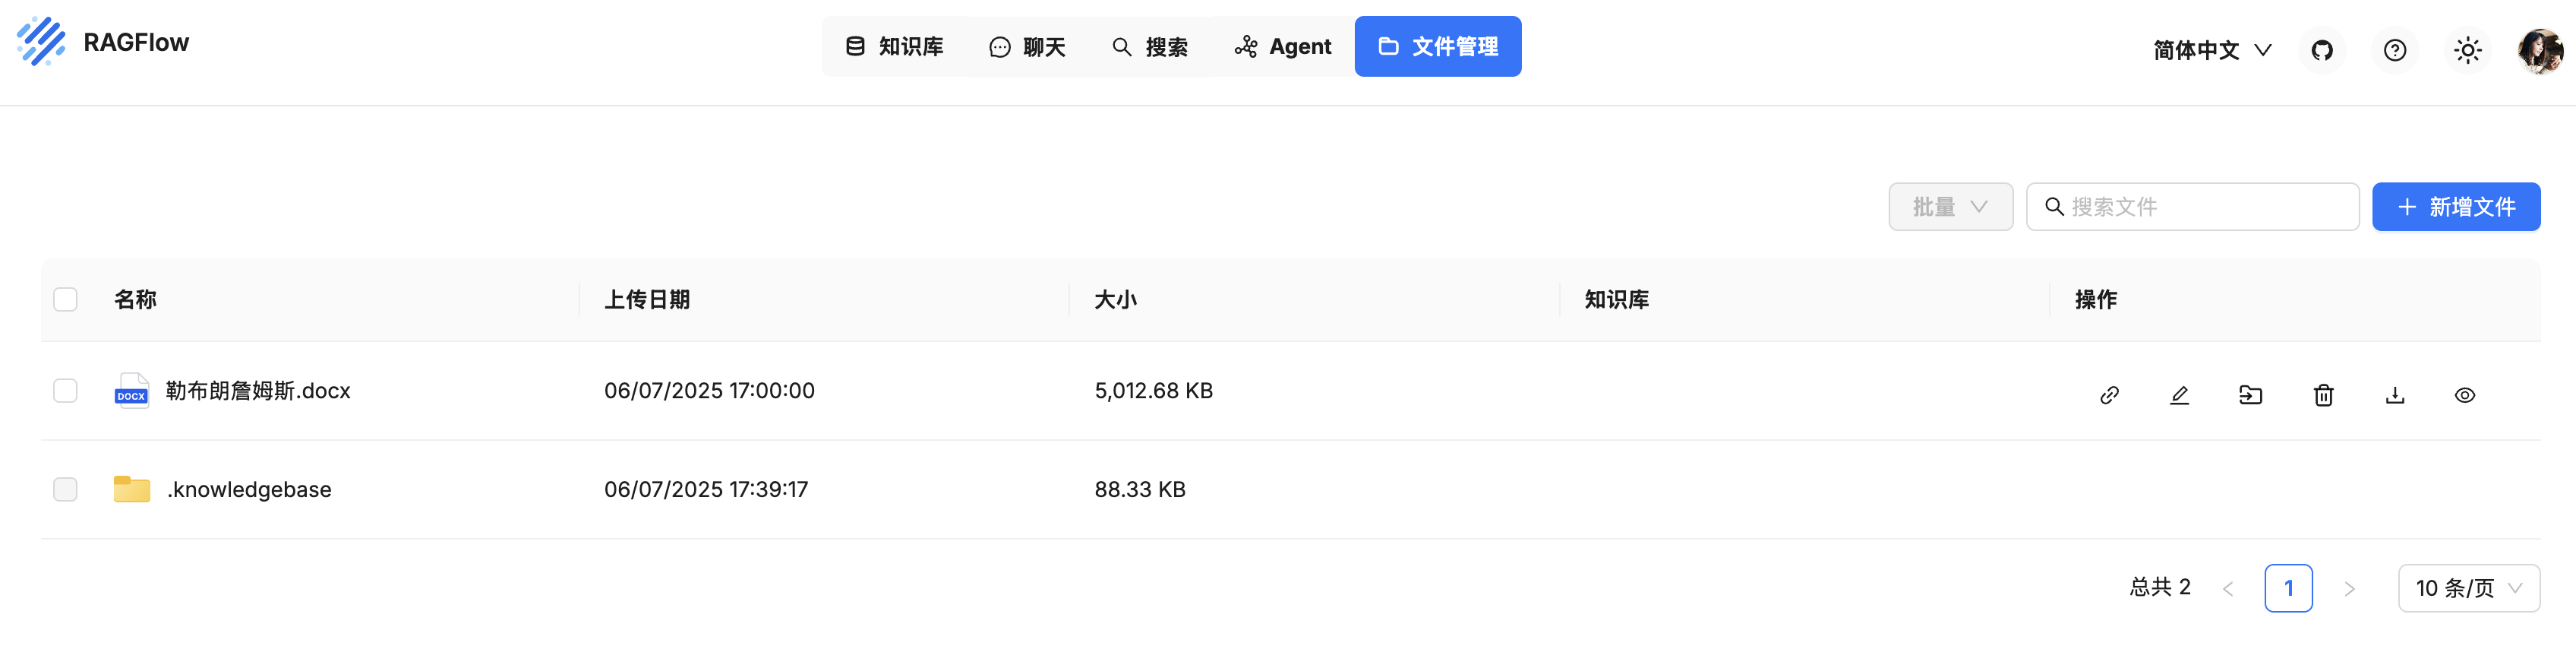 RAGFlow
知识库 聊天 搜索 Agent 文件管理
简体中文
批量 搜索文件 新增文件
名称 上传日期 大小 知识库 操作
DOCX 勒布朗詹姆斯.docx 06/07/2025 17:00:00 5,012.68 KB
.knowledgebase 06/07/2025 17:39:17 88.33 KB
总共 2 1 10 条/页